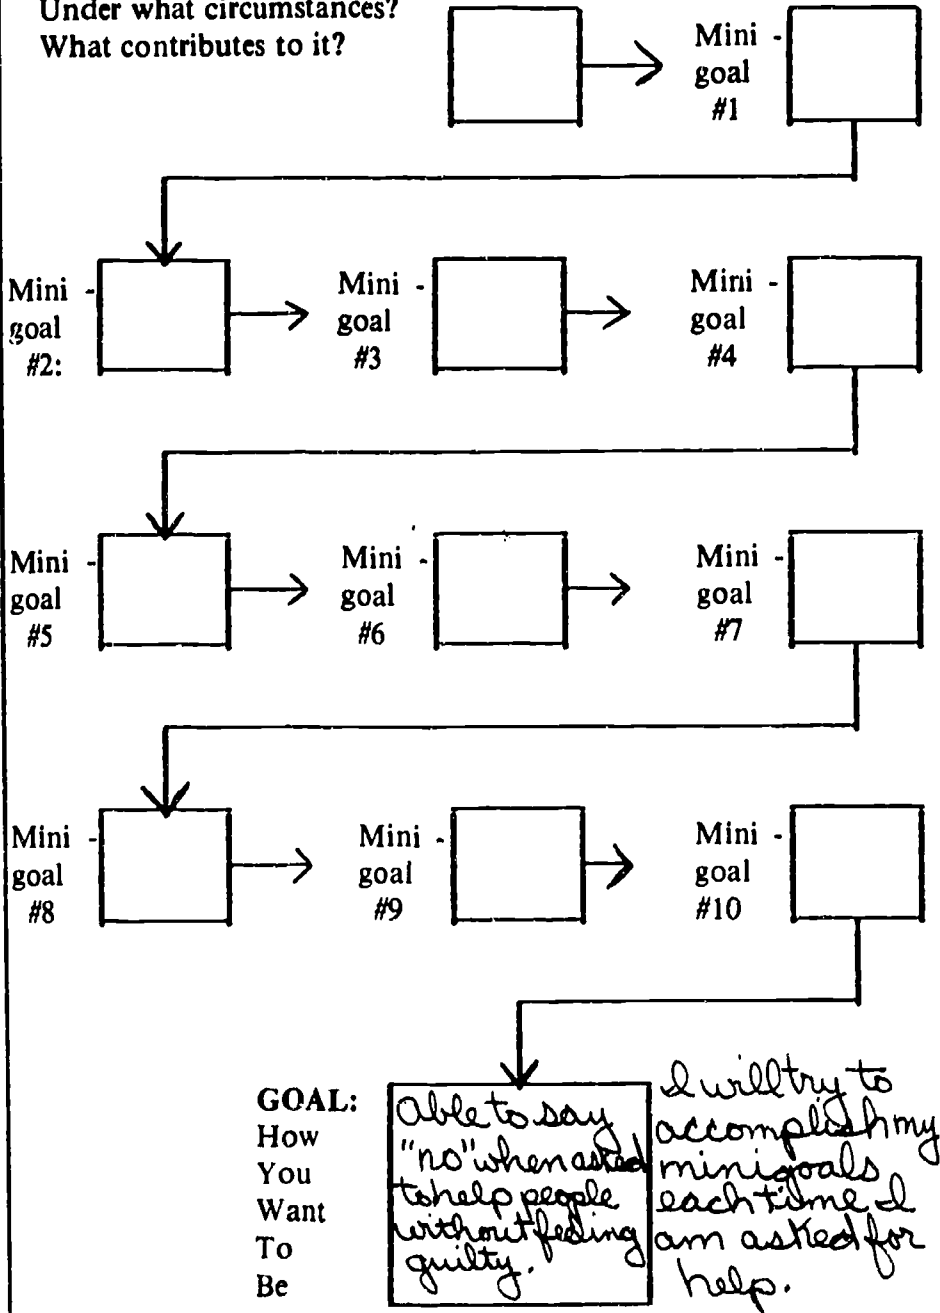 Under what circumstances?
What contributes to it?
Mini -
goal
#1
Mini -
goal
#2:
Mini -
goal
#3
Mini -
goal
#4
Mini -
goal
#5
Mini -
goal
#6
Mini -
goal
#7
Mini -
goal
#8
Mini -
goal
#9
Mini -
goal
#10
GOAL:
How
You
Want
To
Be
Able to say
"no" when asked
to help people
without feeling
guilty.
I will try to
accomplish my
minigoals
each time I
am asked for
help.